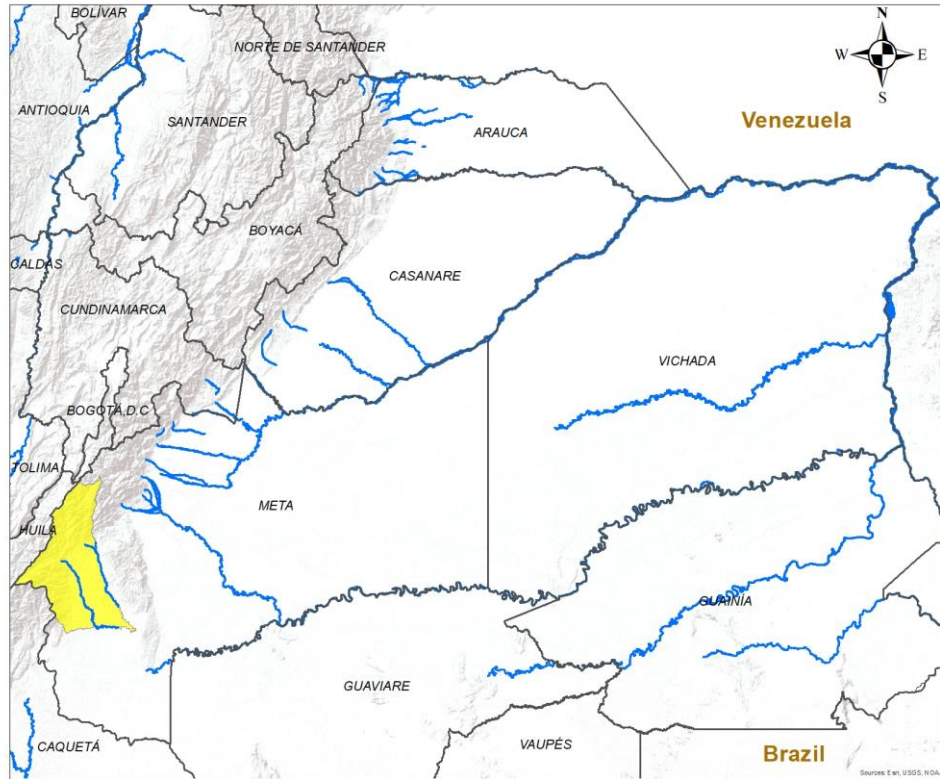 BOLÍVAR
N
NORTE DE SANTANDER
W E
S
ANTIOQUIA
SANTANDER
ARAUCA
Venezuela
BOYACÁ
CALDAS
CASANARE
CUNDINAMARCA
VICHADA
BOGOTÁ, D.C
TOLIMA
META
HUILA
GUAINÍA
GUAVIARE
CAQUETÁ
VAUPÉS
Brazil
Sources: Esri, USGS, NOA